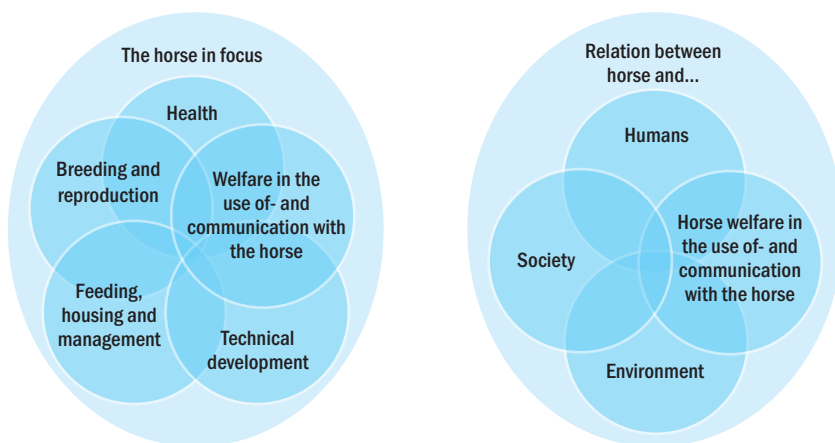 The horse in focus
Health
Breeding and
reproduction
Welfare in the
use of- and
communication with
the horse
Feeding,
housing and
management
Technical
development
Relation between
horse and...
Humans
Society
Horse welfare in
the use of- and
communication
with the horse
Environment